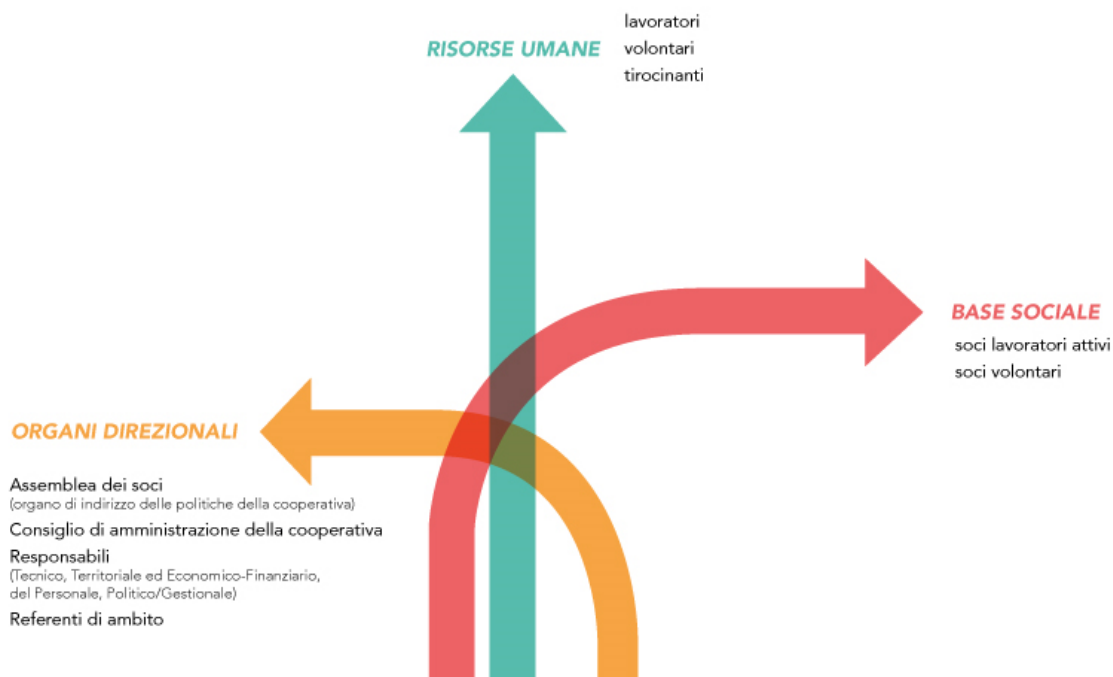 RISORSE UMANE
lavoratori
volontari
tirocinanti
BASE SOCIALE
soci lavoratori attivi
soci volontari
ORGANI DIREZIONALI
Assemblea dei soci
(organo di indirizzo delle politiche della cooperativa)
Consiglio di amministrazione della cooperativa
Responsabili
(Tecnico, Territoriale ed Economico-Finanziario,
del Personale, Politico/Gestionale)
Referenti di ambito